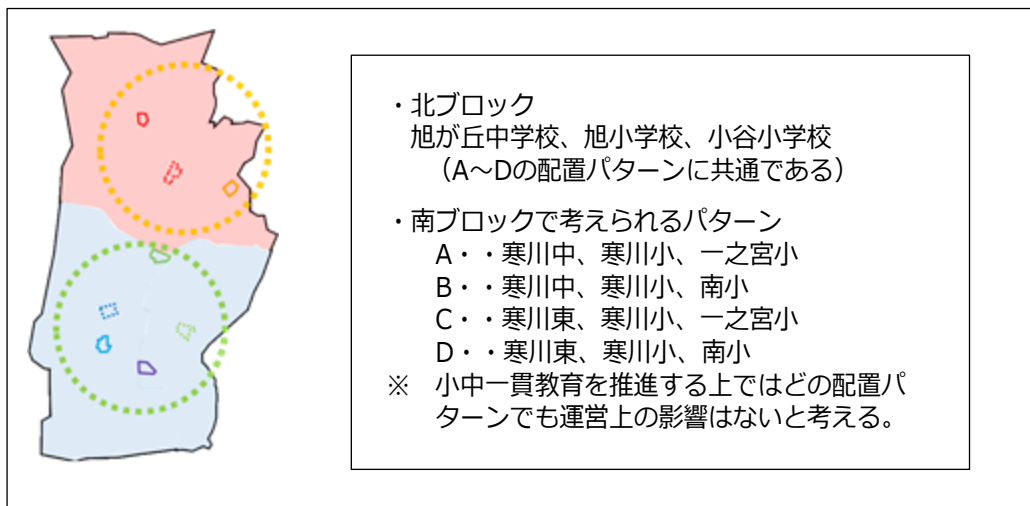 ・北ブロック
旭が丘中学校、旭小学校、小谷小学校
（A～Dの配置パターンに共通である）
・南ブロックで考えられるパターン
A・・寒川中、寒川小、一之宮小
B・・寒川中、寒川小、南小
C・・寒川東、寒川小、一之宮小
D・・寒川東、寒川小、南小
※　小中一貫教育を推進する上ではどの配置パ
ターンでも運営上の影響はないと考える。